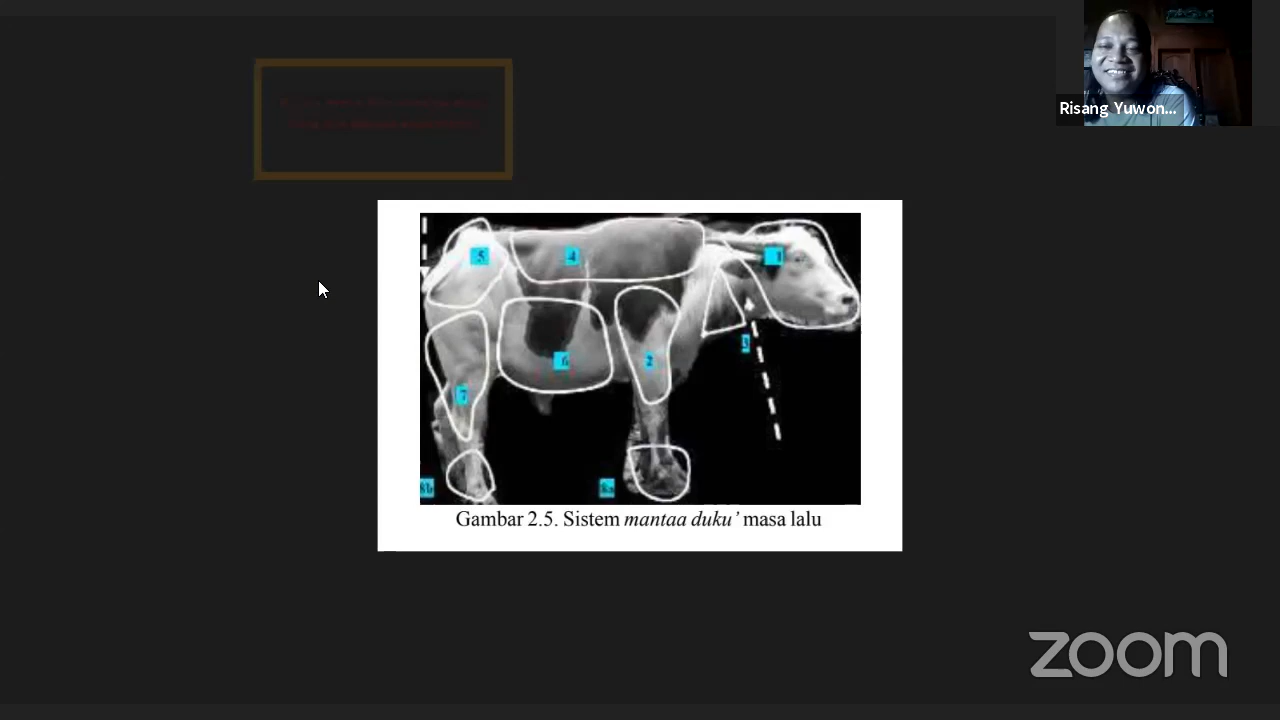 Risang Yuwon...
5
4
1
3
6
2
7
8b
8a
Gambar 2.5. Sistem mantaa duku’ masa lalu
zoom